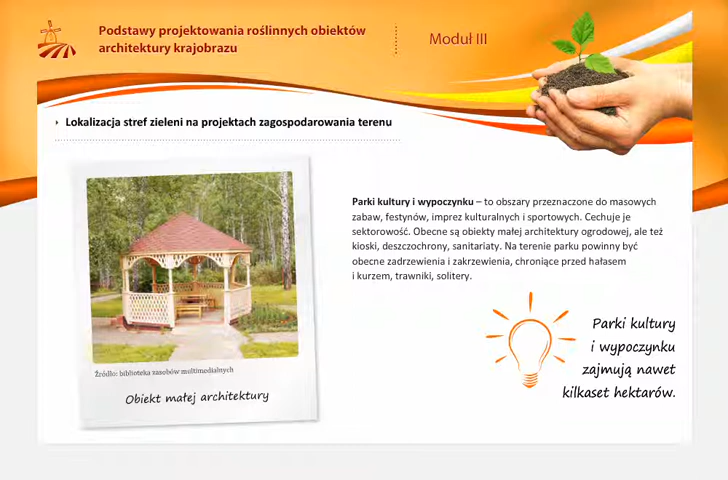 Podstawy projektowania roślinnych obiektów
architektury krajobrazu
Moduł III
Lokalizacja stref zieleni na projektach zagospodarowania terenu
Parki kultury i wypoczynku – to obszary przeznaczone do masowych
zabaw, festynów, imprez kulturalnych i sportowych. Cechuje je
sektorowość. Obecne są obiekty małej architektury ogrodowej, ale też
kioski, deszczochrony, sanitariaty. Na terenie parku powinny być
obecne zadrzewienia i zakrzewienia, chroniące przed hałasem
i kurzem, trawniki, solitery.
Źródło: biblioteka zasobów multimedialnych
Obiekt małej architektury
Parki kultury
i wypoczynku
zajmują nawet
kilkaset hektarów.